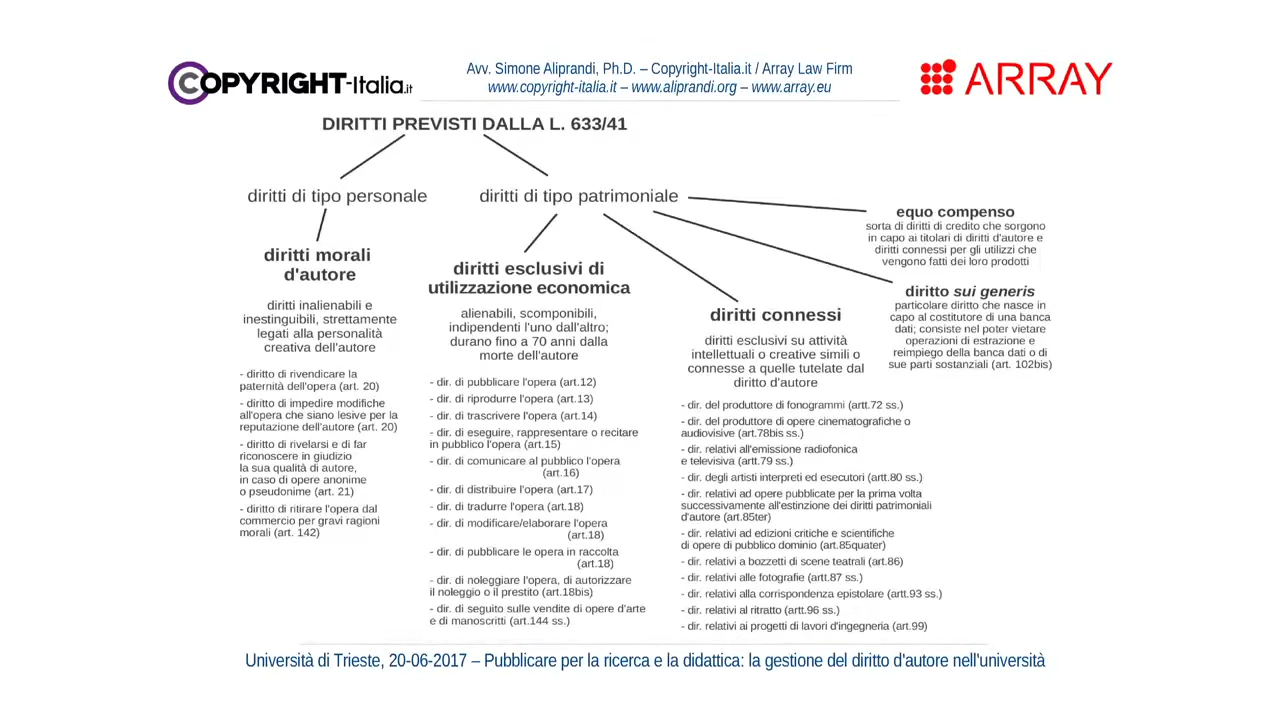 COPYRIGHT-Italia.it
Avv. Simone Aliprandi, Ph.D. – Copyright-Italia.it / Array Law Firm
www.copyright-italia.it – www.aliprandi.org – www.array.eu
ARRAY
DIRITTI PREVISTI DALLA L. 633/41
diritti di tipo personale
diritti di tipo patrimoniale
diritti morali
d'autore
diritti inalienabili e
inestinguibili, strettamente
legati alla personalità
creativa dell'autore
- diritto di rivendicare la
paternità dell'opera (art. 20)
- diritto di impedire modifiche
all'opera che siano lesive per la
reputazione dell'autore (art. 20)
- diritto di rivelarsi e di far
riconoscere in giudizio
la sua qualità di autore,
in caso di opere anonime
o pseudonime (art. 21)
- diritto di ritirare l'opera dal
commercio per gravi ragioni
morali (art. 142)
diritti esclusivi di
utilizzazione economica
alienabili, scomponibili,
indipendenti l'uno dall'altro;
durano fino a 70 anni dalla
morte dell'autore
- dir. di pubblicare l'opera (art.12)
- dir. di riprodurre l'opera (art.13)
- dir. di trascrivere l'opera (art.14)
- dir. di eseguire, rappresentare o recitare
in pubblico l'opera (art.15)
- dir. di comunicare al pubblico l'opera
(art.16)
- dir. di distribuire l'opera (art.17)
- dir. di tradurre l'opera (art.18)
- dir. di modificare/elaborare l'opera
(art.18)
- dir. di pubblicare le opera in raccolta
(art.18)
- dir. di noleggiare l'opera, di autorizzare
il noleggio o il prestito (art.18bis)
- dir. di seguito sulle vendite di opere d'arte
e di manoscritti (art.144 ss.)
diritti connessi
diritti esclusivi su attività
intellettuali o creative simili o
connesse a quelle tutelate dal
diritto d'autore
- dir. del produttore di fonogrammi (artt.72 ss.)
- dir. del produttore di opere cinematografiche o
audiovisive (art.78bis ss.)
- dir. relativi all'emissione radiofonica
e televisiva (artt.79 ss.)
- dir. degli artisti interpreti ed esecutori (artt.80 ss.)
- dir. relativi ad opere pubblicate per la prima volta
successivamente all'estinzione dei diritti patrimoniali
d'autore (art.85ter)
- dir. relativi ad edizioni critiche e scientifiche
di opere di pubblico dominio (art.85quater)
- dir. relativi a bozzetti di scene teatrali (art.86)
- dir. relativi alle fotografie (artt.87 ss.)
- dir. relativi alla corrispondenza epistolare (artt.93 ss.)
- dir. relativi al ritratto (artt.96 ss.)
- dir. relativi ai progetti di lavori d'ingegneria (art.99)
equo compenso
sorta di diritti di credito che sorgono
in capo ai titolari di diritti d'autore e
diritti connessi per gli utilizzi che
vengono fatti dei loro prodotti
diritto sui generis
particolare diritto che nasce in
capo al costitutore di una banca
dati; consiste nel poter vietare
operazioni di estrazione e
reimpiego della banca dati o di
sue parti sostanziali (art. 102bis)
Università di Trieste, 20-06-2017 – Pubblicare per la ricerca e la didattica: la gestione del diritto d'autore nell'università